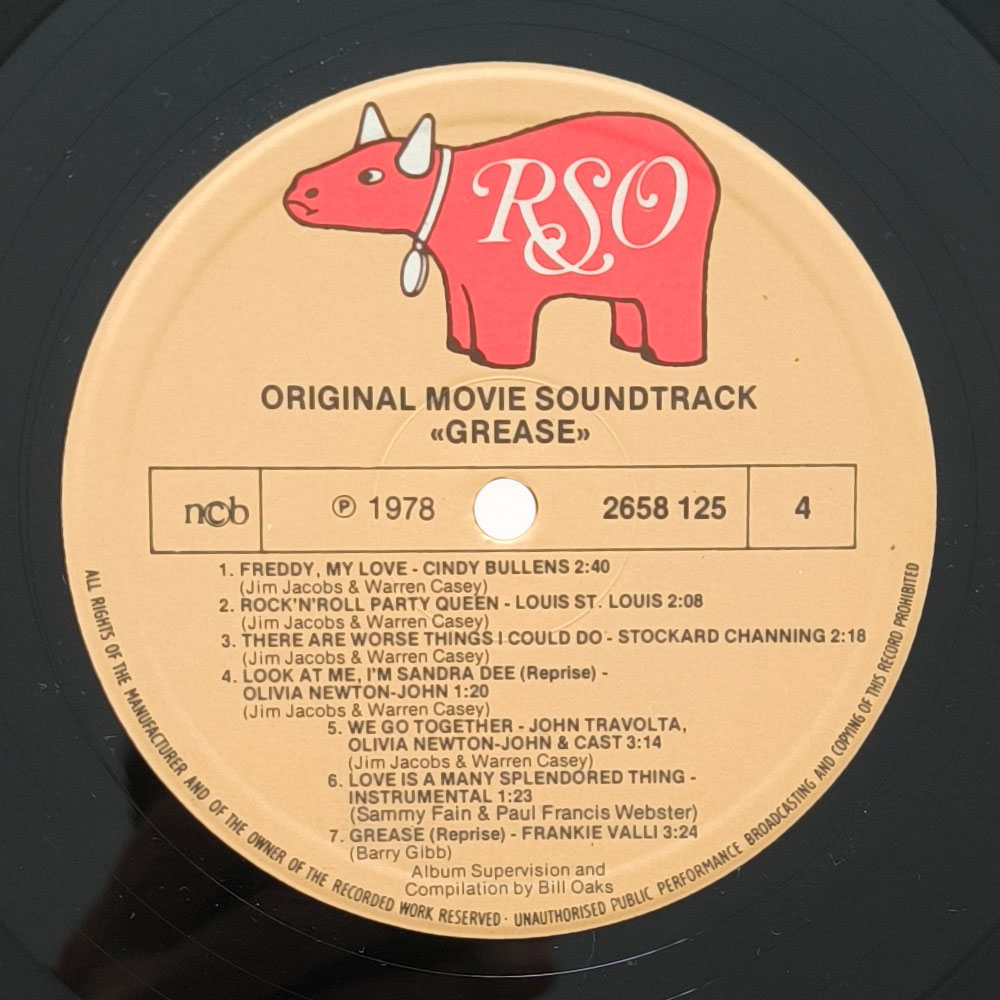 RSO
ORIGINAL MOVIE SOUNDTRACK
«GREASE»
ncb
℗ 1978
2658 125
4
1. FREDDY, MY LOVE - CINDY BULLENS 2:40
(Jim Jacobs & Warren Casey)
2. ROCK'N'ROLL PARTY QUEEN - LOUIS ST. LOUIS 2:08
(Jim Jacobs & Warren Casey)
3. THERE ARE WORSE THINGS I COULD DO - STOCKARD CHANNING 2:18
(Jim Jacobs & Warren Casey)
4. LOOK AT ME, I'M SANDRA DEE (Reprise) -
OLIVIA NEWTON-JOHN 1:20
(Jim Jacobs & Warren Casey)
5. WE GO TOGETHER - JOHN TRAVOLTA,
OLIVIA NEWTON-JOHN & CAST 3:14
(Jim Jacobs & Warren Casey)
6. LOVE IS A MANY SPLENDORED THING -
INSTRUMENTAL 1:23
(Sammy Fain & Paul Francis Webster)
7. GREASE (Reprise) - FRANKIE VALLI 3:24
(Barry Gibb)
Album Supervision and
Compilation by Bill Oaks
ALL RIGHTS OF THE MANUFACTURER AND OF THE OWNER OF THE RECORDED WORK RESERVED · UNAUTHORISED PUBLIC PERFORMANCE BROADCASTING AND COPYING OF THIS RECORD PROHIBITED